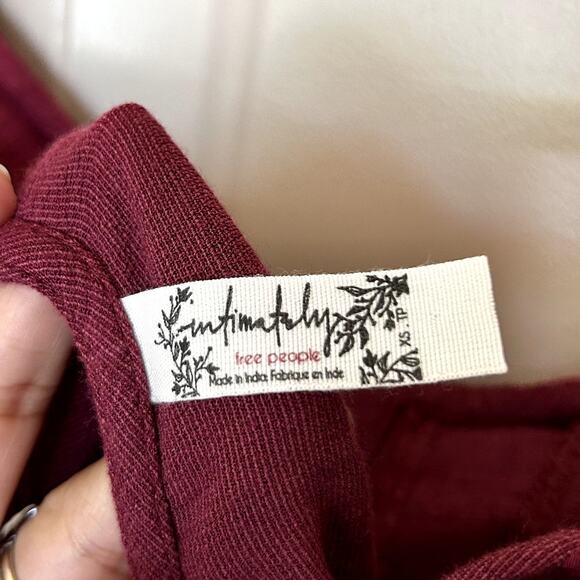 intimately
free people
Made in India: Fabriqué en Inde
XS. TP